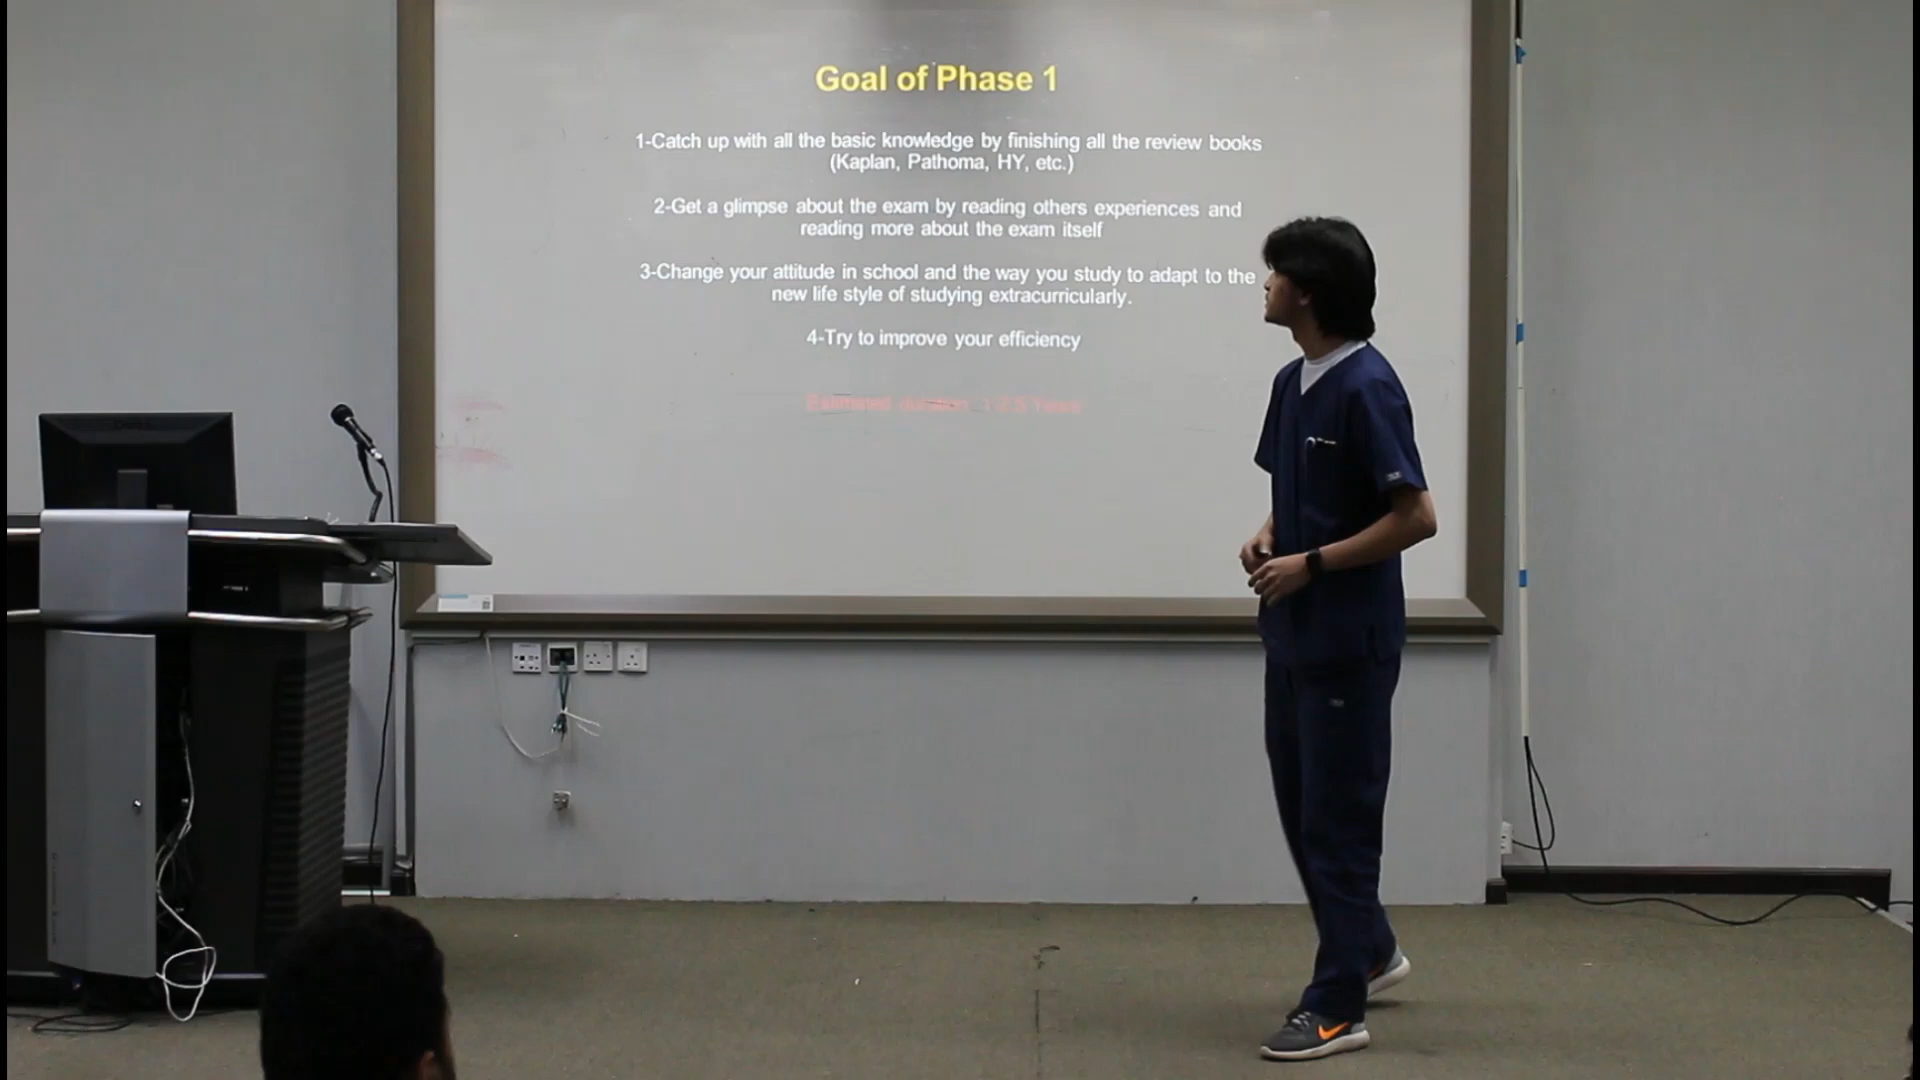 Goal of Phase 1
1-Catch up with all the basic knowledge by finishing all the review books
(Kaplan, Pathoma, HY, etc.)
2-Get a glimpse about the exam by reading others experiences and
reading more about the exam itself
3-Change your attitude in school and the way you study to adapt to the
new life style of studying extracurricularly.
4-Try to improve your efficiency
Estimated duration: Years